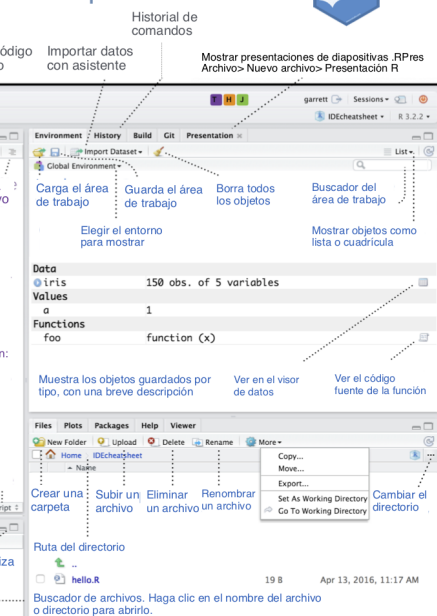 Historial de
comandos
ódigo
Importar datos
con asistente
Mostrar presentaciones de diapositivas .RPres
Archivo> Nuevo archivo> Presentación R
T H J
garrett
Sessions
IDEcheatsheet
R 3.2.2
Environment History Build Git Presentation
Import Dataset
List
Global Environment
Carga el área
de trabajo
Guarda el área
de trabajo
Borra todos
los objetos
Buscador del
área de trabajo
Elegir el entorno
para mostrar
Mostrar objetos como
lista o cuadrícula
vo
Data
iris 150 obs. of 5 variables
Values
a 1
Functions
foo function (x)
n:
Muestra los objetos guardados por
tipo, con una breve descripción
Ver en el visor
de datos
Ver el código
fuente de la función
Files Plots Packages Help Viewer
New Folder Upload Delete Rename More
Home IDEcheatsheet
Name
Copy...
Move...
Export...
Set As Working Directory
Go To Working Directory
Crear una
carpeta
Subir un
archivo
Eliminar
un archivo
Renombrar
un archivo
Cambiar el
directorio
ript
Ruta del directorio
iza
..
hello.R 19 B Apr 13, 2016, 11:17 AM
Buscador de archivos. Haga clic en el nombre del archivo
o directorio para abrirlo.